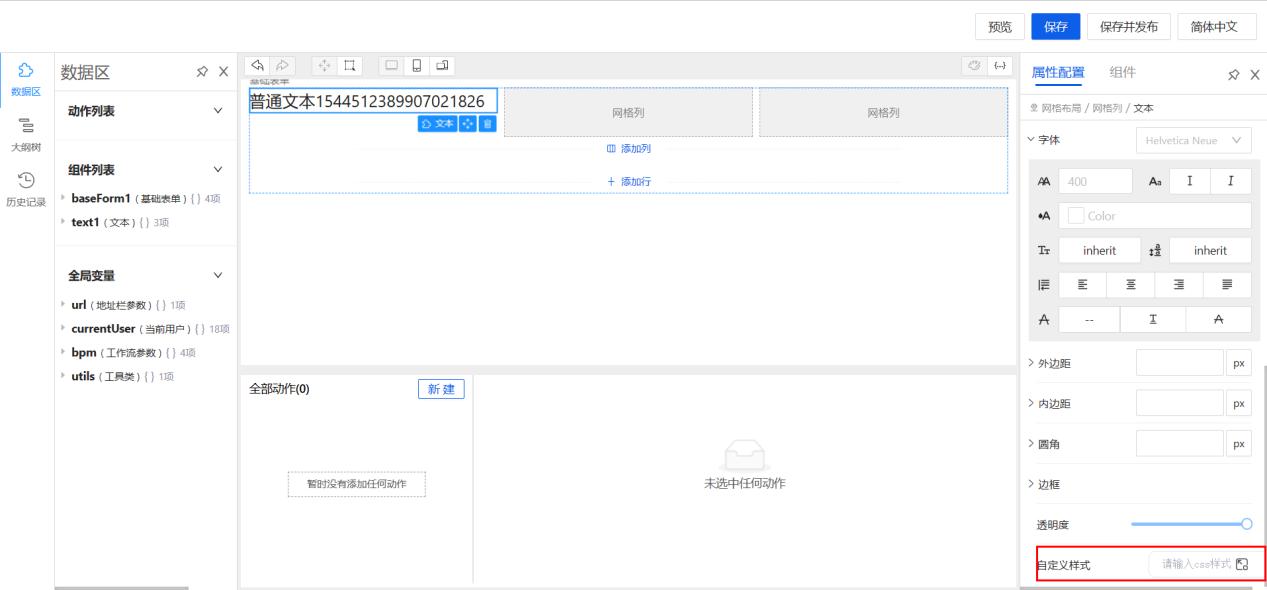 预览
保存
保存并发布
简体中文
数据区
大纲树
历史记录
数据区
动作列表
组件列表
baseForm1 ( 基础表单 ) { } 4项
text1 ( 文本 ) { } 3项
全局变量
url ( 地址栏参数 ) { } 1项
currentUser ( 当前用户 ) { } 18项
bpm ( 工作流参数 ) { } 4项
utils ( 工具类 ) { } 1项
基础表单
普通文本1544512389907021826
文本
网格列
网格列
添加列
添加行
全部动作(0)
新 建
暂时没有添加任何动作
未选中任何动作
属性配置
组件
网格布局 / 网格列 / 文本
字体
Helvetica Neue
400
Color
inherit
inherit
--
外边距
px
内边距
px
圆角
px
边框
透明度
自定义样式
请输入css样式